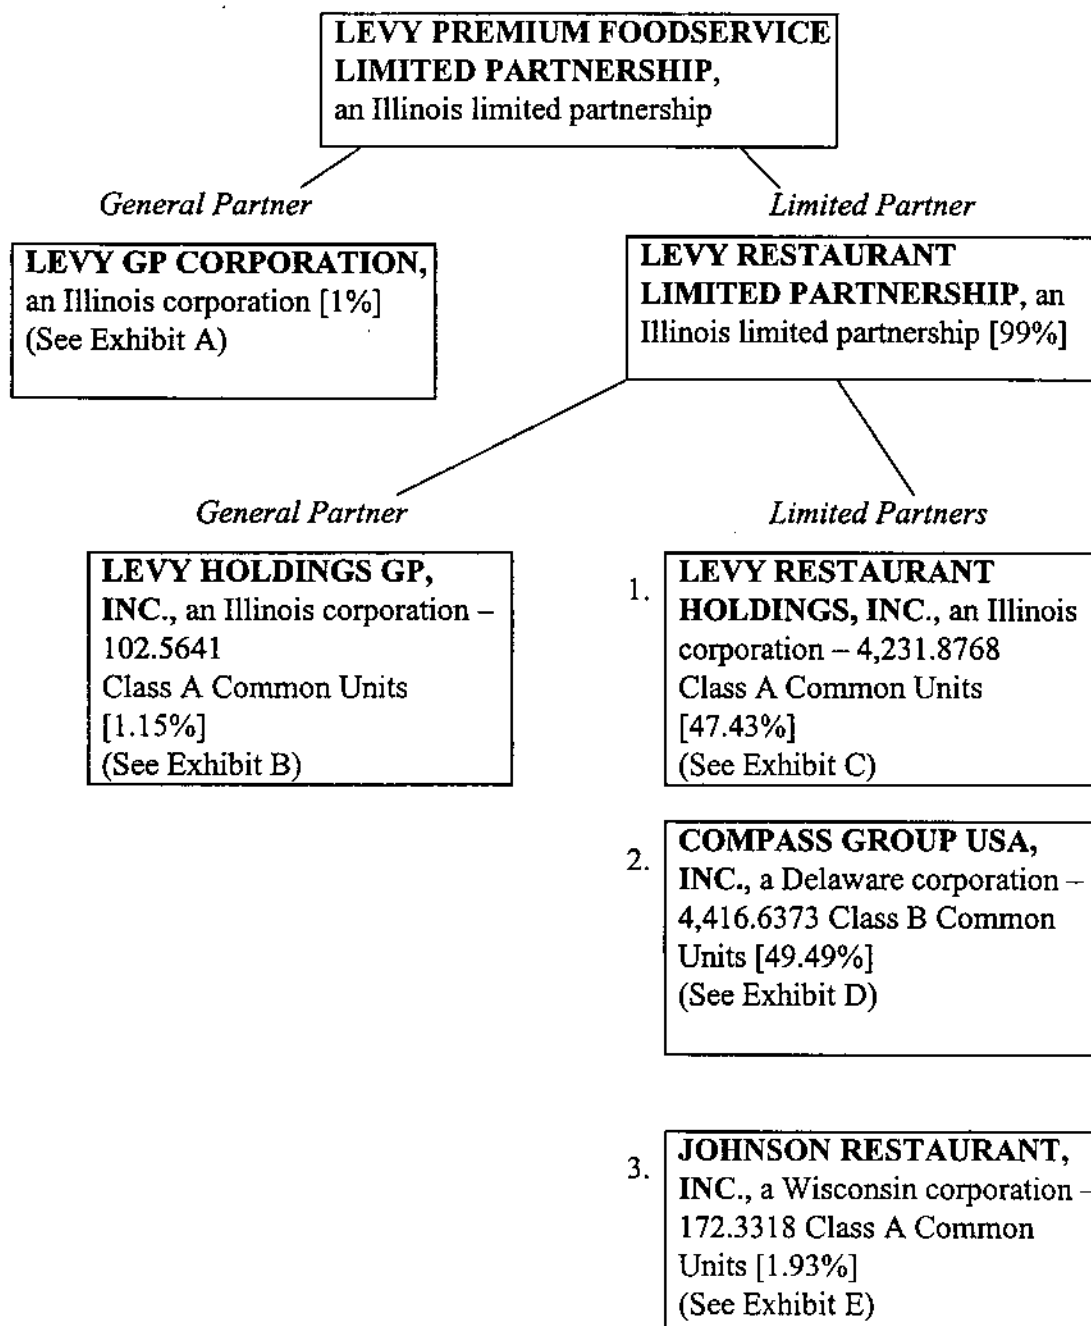 LEVY PREMIUM FOODSERVICE
LIMITED PARTNERSHIP,
an Illinois limited partnership
General Partner
LEVY GP CORPORATION,
an Illinois corporation [1%]
(See Exhibit A)
Limited Partner
LEVY RESTAURANT
LIMITED PARTNERSHIP, an
Illinois limited partnership [99%]
General Partner
LEVY HOLDINGS GP,
INC., an Illinois corporation –
102.5641
Class A Common Units
[1.15%]
(See Exhibit B)
Limited Partners
1.
LEVY RESTAURANT
HOLDINGS, INC., an Illinois
corporation – 4,231.8768
Class A Common Units
[47.43%]
(See Exhibit C)
2.
COMPASS GROUP USA,
INC., a Delaware corporation –
4,416.6373 Class B Common
Units [49.49%]
(See Exhibit D)
3.
JOHNSON RESTAURANT,
INC., a Wisconsin corporation –
172.3318 Class A Common
Units [1.93%]
(See Exhibit E)